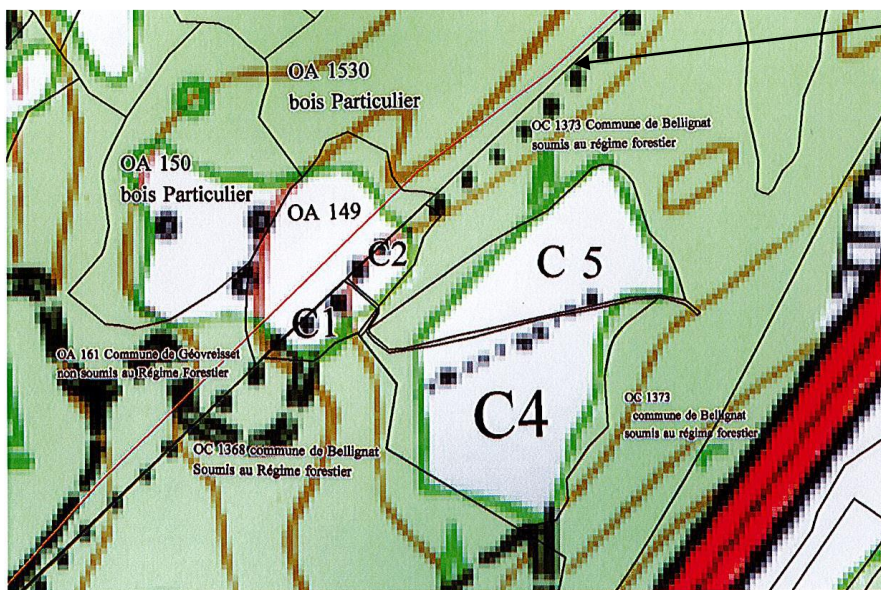 OA 1530
bois Particulier
OC 1373 Commune de Bellignat
soumis au régime forestier
OA 150
bois Particulier
OA 149
C2
C 5
C1
OA 161 Commune de Géovreisset
non soumis au Régime Forestier
C4
OC 1373
commune de Bellignat
soumis au régime forestier
OC 1368 commune de Bellignat
Soumis au Régime forestier